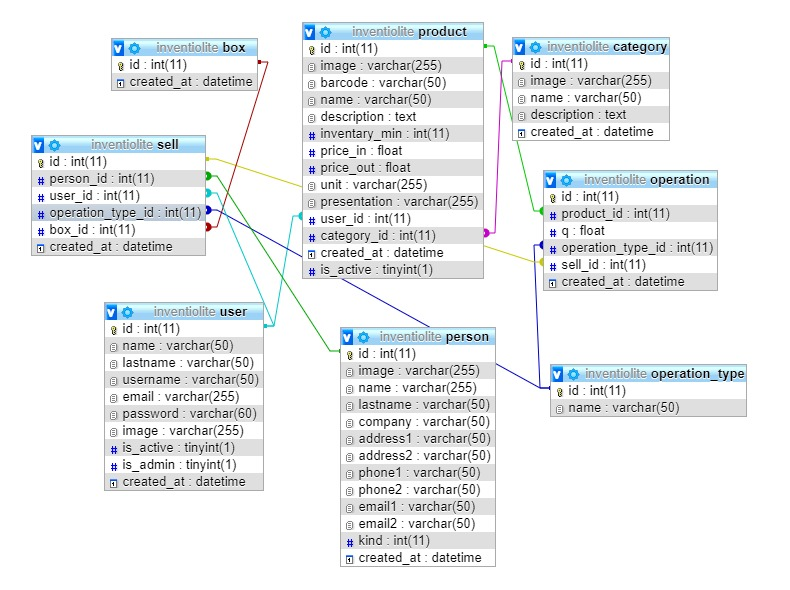 inventiolite box
id : int(11)
created_at : datetime
inventiolite product
id : int(11)
image : varchar(255)
barcode : varchar(50)
name : varchar(50)
description : text
inventary_min : int(11)
price_in : float
price_out : float
unit : varchar(255)
presentation : varchar(255)
user_id : int(11)
category_id : int(11)
created_at : datetime
is_active : tinyint(1)
inventiolite category
id : int(11)
image : varchar(255)
name : varchar(50)
description : text
created_at : datetime
inventiolite sell
id : int(11)
person_id : int(11)
user_id : int(11)
operation_type_id : int(11)
box_id : int(11)
created_at : datetime
inventiolite operation
id : int(11)
product_id : int(11)
q : float
operation_type_id : int(11)
sell_id : int(11)
created_at : datetime
inventiolite user
id : int(11)
name : varchar(50)
lastname : varchar(50)
username : varchar(50)
email : varchar(255)
password : varchar(60)
image : varchar(255)
is_active : tinyint(1)
is_admin : tinyint(1)
created_at : datetime
inventiolite person
id : int(11)
image : varchar(255)
name : varchar(255)
lastname : varchar(50)
company : varchar(50)
address1 : varchar(50)
address2 : varchar(50)
phone1 : varchar(50)
phone2 : varchar(50)
email1 : varchar(50)
email2 : varchar(50)
kind : int(11)
created_at : datetime
inventiolite operation_type
id : int(11)
name : varchar(50)